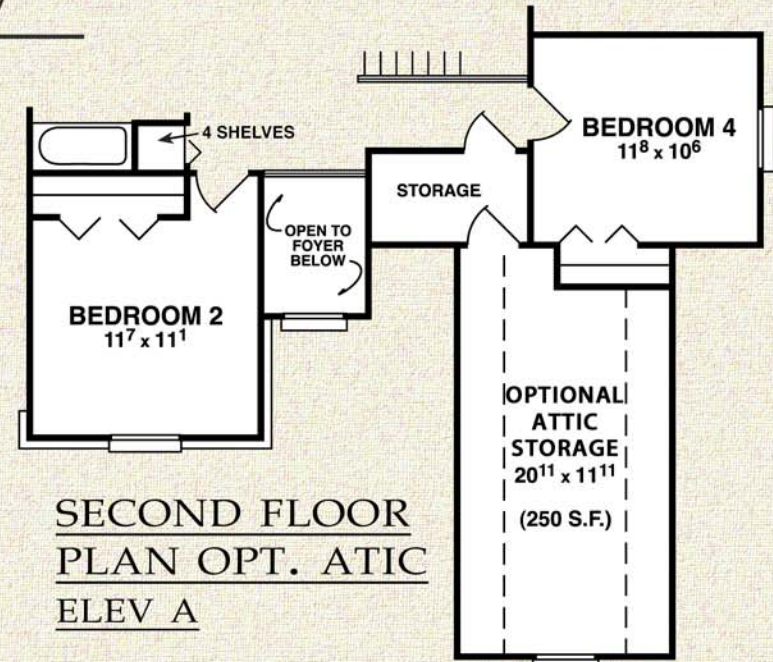 4 SHELVES
BEDROOM 4
11⁸ x 10⁶
STORAGE
OPEN TO
FOYER
BELOW
BEDROOM 2
11⁷ x 11¹
OPTIONAL
ATTIC
STORAGE
20¹¹ x 11¹¹
(250 S.F.)
SECOND FLOOR
PLAN OPT. ATIC
ELEV A